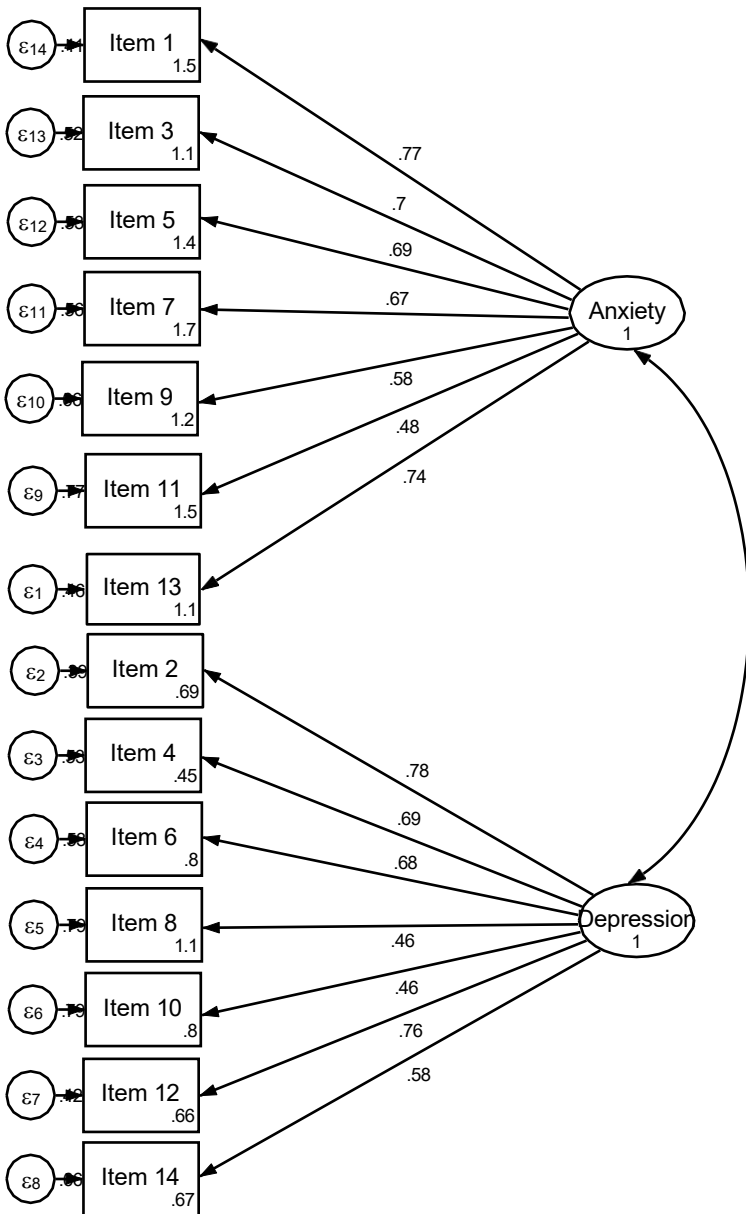 ε14
Item 1
1.5
ε13
Item 3
1.1
ε12
Item 5
1.4
ε11
Item 7
1.7
ε10
Item 9
1.2
ε9
Item 11
1.5
ε1
Item 13
1.1
.77
.7
.69
.67
.58
.48
.74
Anxiety
1
ε2
Item 2
.69
ε3
Item 4
.45
ε4
Item 6
.8
ε5
Item 8
1.1
ε6
Item 10
.8
ε7
Item 12
.66
ε8
Item 14
.67
.78
.69
.68
.46
.46
.76
.58
Depression
1